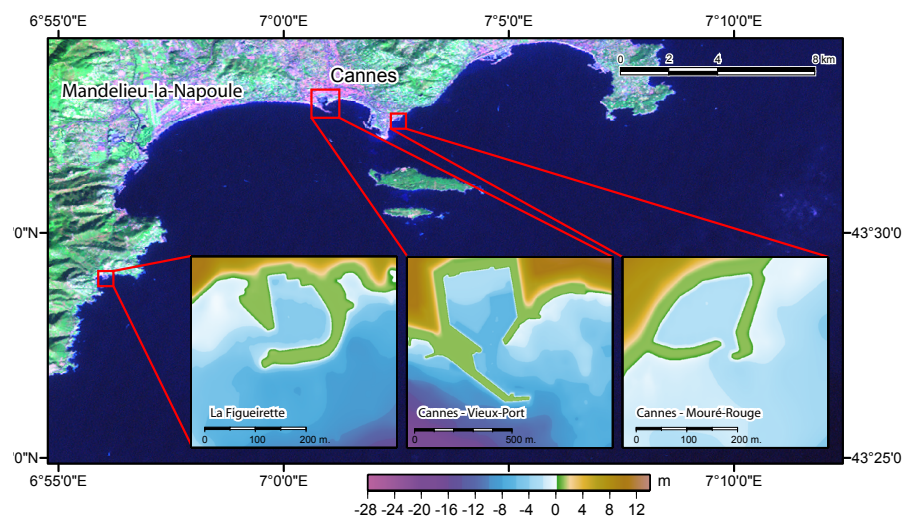 6°55'0"E 7°0'0"E 7°5'0"E 7°10'0"E
Cannes
0 2 4 8 km
Mandelieu-la-Napoule
'0"N 43°30'0
La Figueirette
0 100 200 m.
Cannes - Vieux-Port
0 500 m.
Cannes - Mouré-Rouge
0 100 200 m.
'0"N 43°25'0
6°55'0"E 7°0'0"E 7°10'0"E
m
-28 -24 -20 -16 -12 -8 -4 0 4 8 12